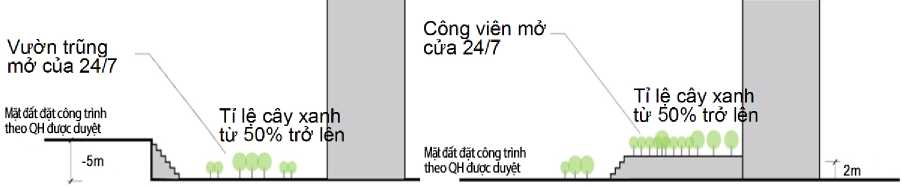 Vườn trũng
mở của 24/7
Mặt đất đặt công trình
theo QH được duyệt
-5m
Tỉ lệ cây xanh
từ 50% trở lên
Công viên mở
cửa 24/7
Tỉ lệ cây xanh
từ 50% trở lên
Mặt đất đặt công trình
theo QH được duyệt
2m